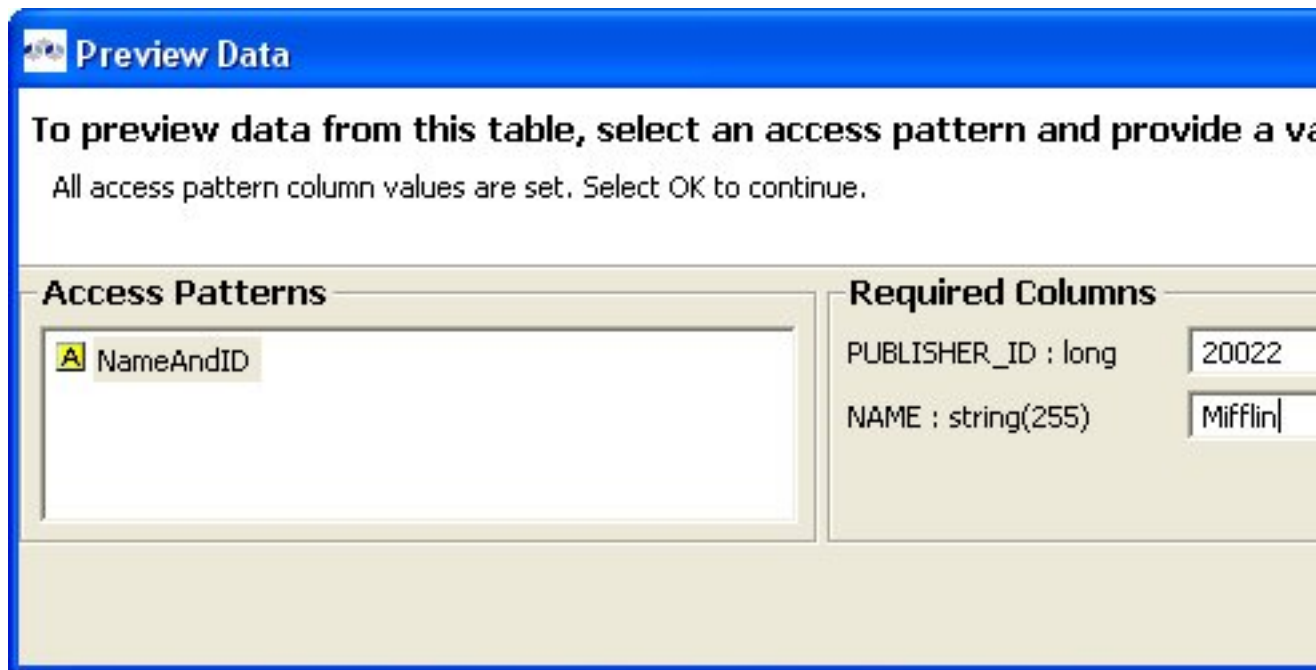 Preview Data
To preview data from this table, select an access pattern and provide a va
All access pattern column values are set. Select OK to continue.
Access Patterns
A NameAndID
Required Columns
PUBLISHER_ID : long 20022
NAME : string(255) Mifflin